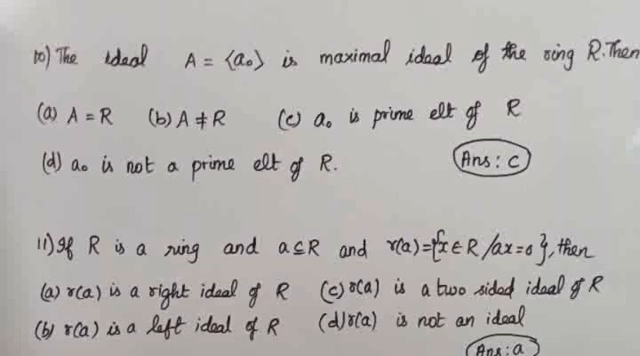 10) The ideal A = <a₀> is maximal ideal of the ring R. Then
(a) A = R (b) A ≠ R (c) a₀ is prime elt of R
(d) a₀ is not a prime elt of R. Ans: c
11) If R is a ring and a ≤ R and r(a)={x ∈ R /ax=0}, then
(a) r(a) is a right ideal of R (c) r(a) is a two sided ideal of R
(b) r(a) is a left ideal of R (d) r(a) is not an ideal
Ans: a